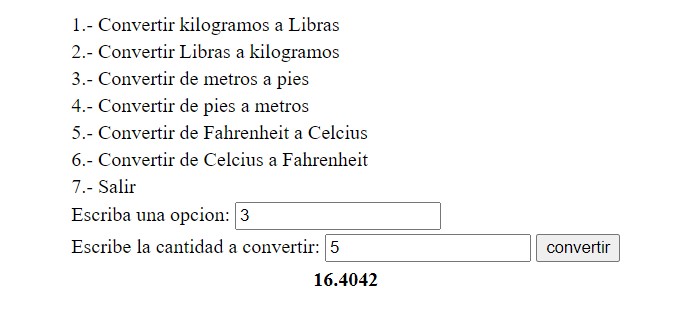 1.- Convertir kilogramos a Libras
2.- Convertir Libras a kilogramos
3.- Convertir de metros a pies
4.- Convertir de pies a metros
5.- Convertir de Fahrenheit a Celcius
6.- Convertir de Celcius a Fahrenheit
7.- Salir
Escriba una opcion: 3
Escribe la cantidad a convertir: 5 convertir
16.4042